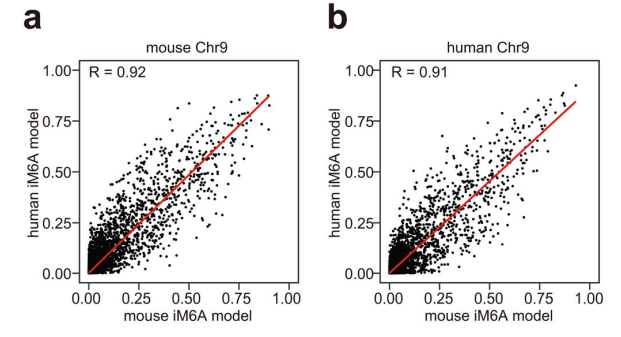 a
mouse Chr9
R = 0.92
1.00
0.75
0.50
0.25
0.00
human iM6A model
0.00 0.25 0.50 0.75 1.00
mouse iM6A model
b
human Chr9
R = 0.91
1.00
0.75
0.50
0.25
0.00
human iM6A model
0.00 0.25 0.50 0.75 1.00
mouse iM6A model